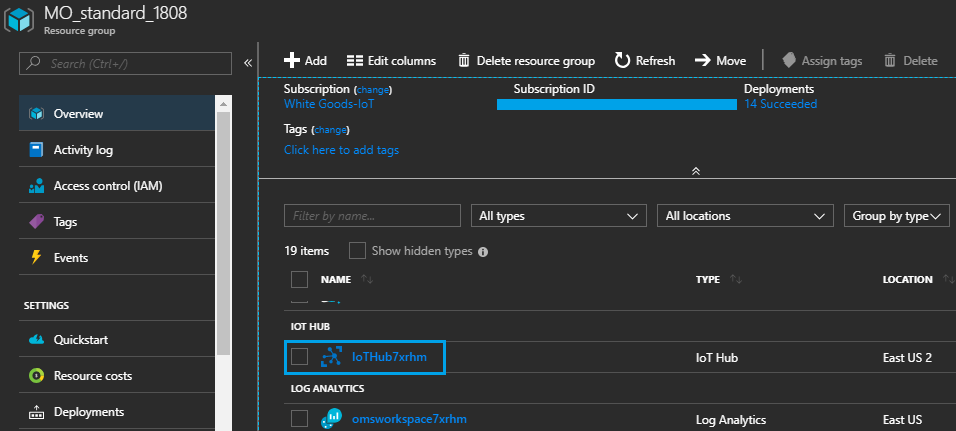 MO_standard_1808
Resource group
Search (Ctrl+/)
«
Overview
Activity log
Access control (IAM)
Tags
Events
SETTINGS
Quickstart
Resource costs
Deployments
Add Edit columns Delete resource group Refresh Move Assign tags Delete
Subscription (change) Subscription ID Deployments
White Goods-IoT 14 Succeeded
Tags (change)
Click here to add tags
Filter by name... All types All locations Group by type
19 items Show hidden types
NAME TYPE LOCATION
IOT HUB
IoTHub7xrhm IoT Hub East US 2
LOG ANALYTICS
omsworkspace7xrhm Log Analytics East US